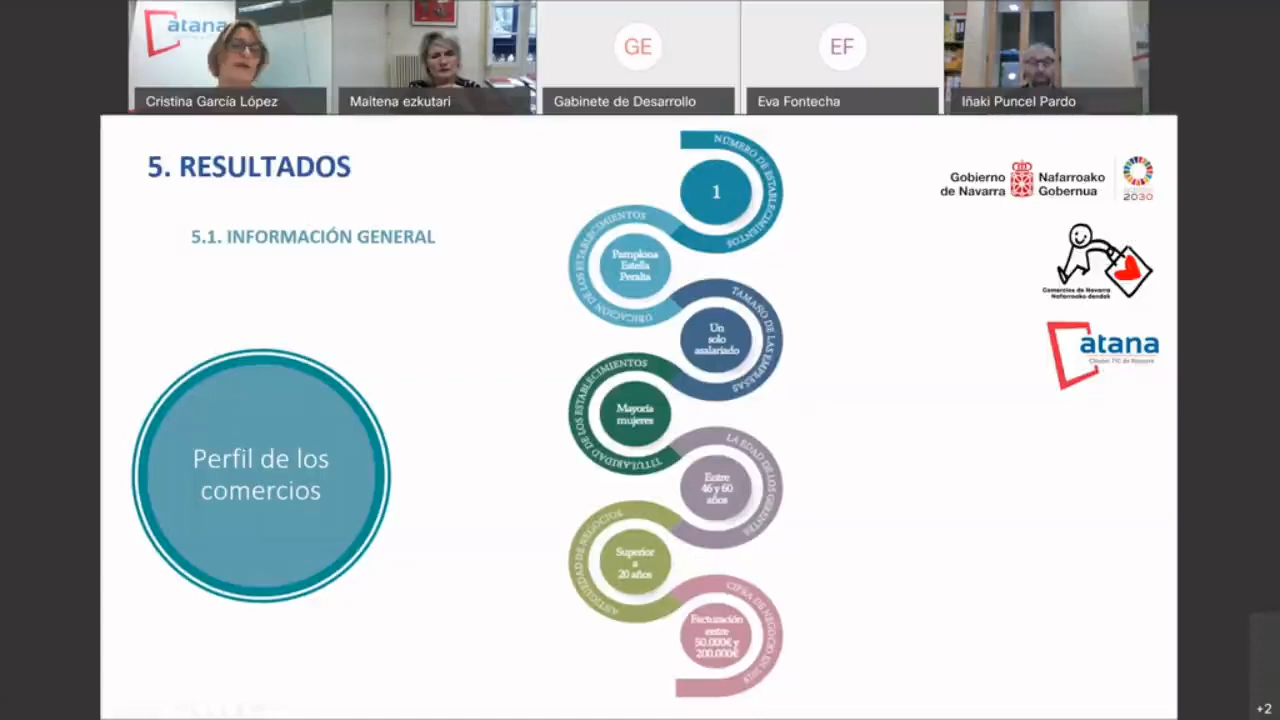 atana
Cristina García López
Maitena ezkutari
GE
Gabinete de Desarrollo
EF
Eva Fontecha
Iñaki Puncel Pardo
5. RESULTADOS
5.1. INFORMACIÓN GENERAL
Perfil de los
comercios
NÚMERO DE ESTABLECIMIENTOS
1
UBICACIÓN DE LOS ESTABLECIMIENTOS
Pamplona
Estella
Peralta
TAMAÑO DE LAS EMPRESAS
Un
solo
asalariado
TITULARIDAD DE LOS ESTABLECIMIENTOS
Mayoría
mujeres
LA EDAD DE LOS GERENTES
Entre
46 y 60
años
ANTIGÜEDAD DE NEGOCIOS
Superior
a
20 años
CIFRA DE NEGOCIO EN 2019
Facturación
entre
50.000€ y
200.000€
Gobierno
de Navarra
Nafarroako
Gobernua
2030
Comercios de Navarra
Nafarroako dendak
atana
Clúster TIC de Navarra
+2